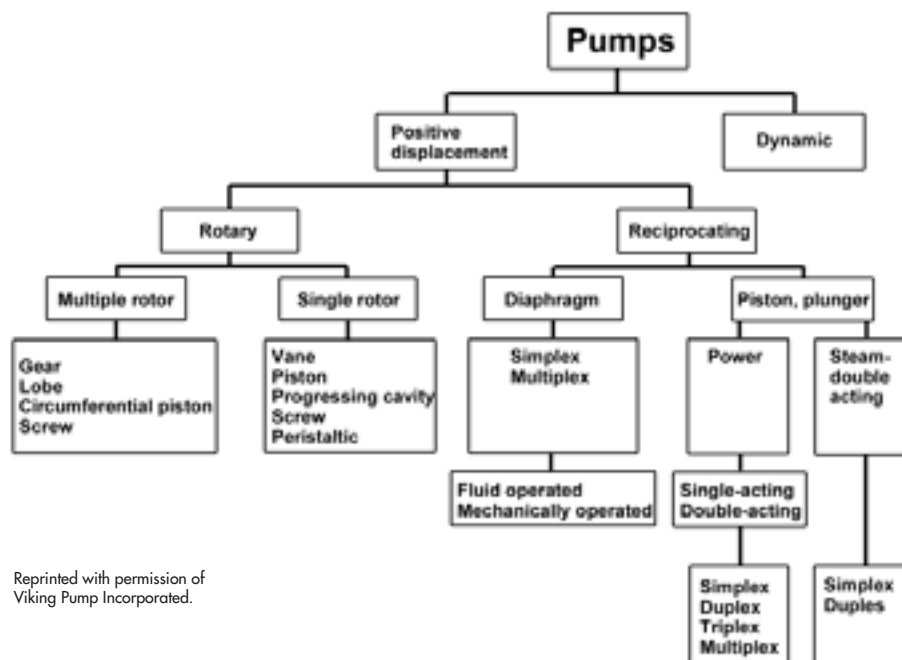 Pumps
Positive
displacement
Dynamic
Rotary
Reciprocating
Multiple rotor
Single rotor
Diaphragm
Piston, plunger
Gear
Lobe
Circumferential piston
Screw
Vane
Piston
Progressing cavity
Screw
Peristaltic
Simplex
Multiplex
Power
Steam-
double
acting
Fluid operated
Mechanically operated
Single-acting
Double-acting
Simplex
Duplex
Triplex
Multiplex
Simplex
Duples
Reprinted with permission of
Viking Pump Incorporated.